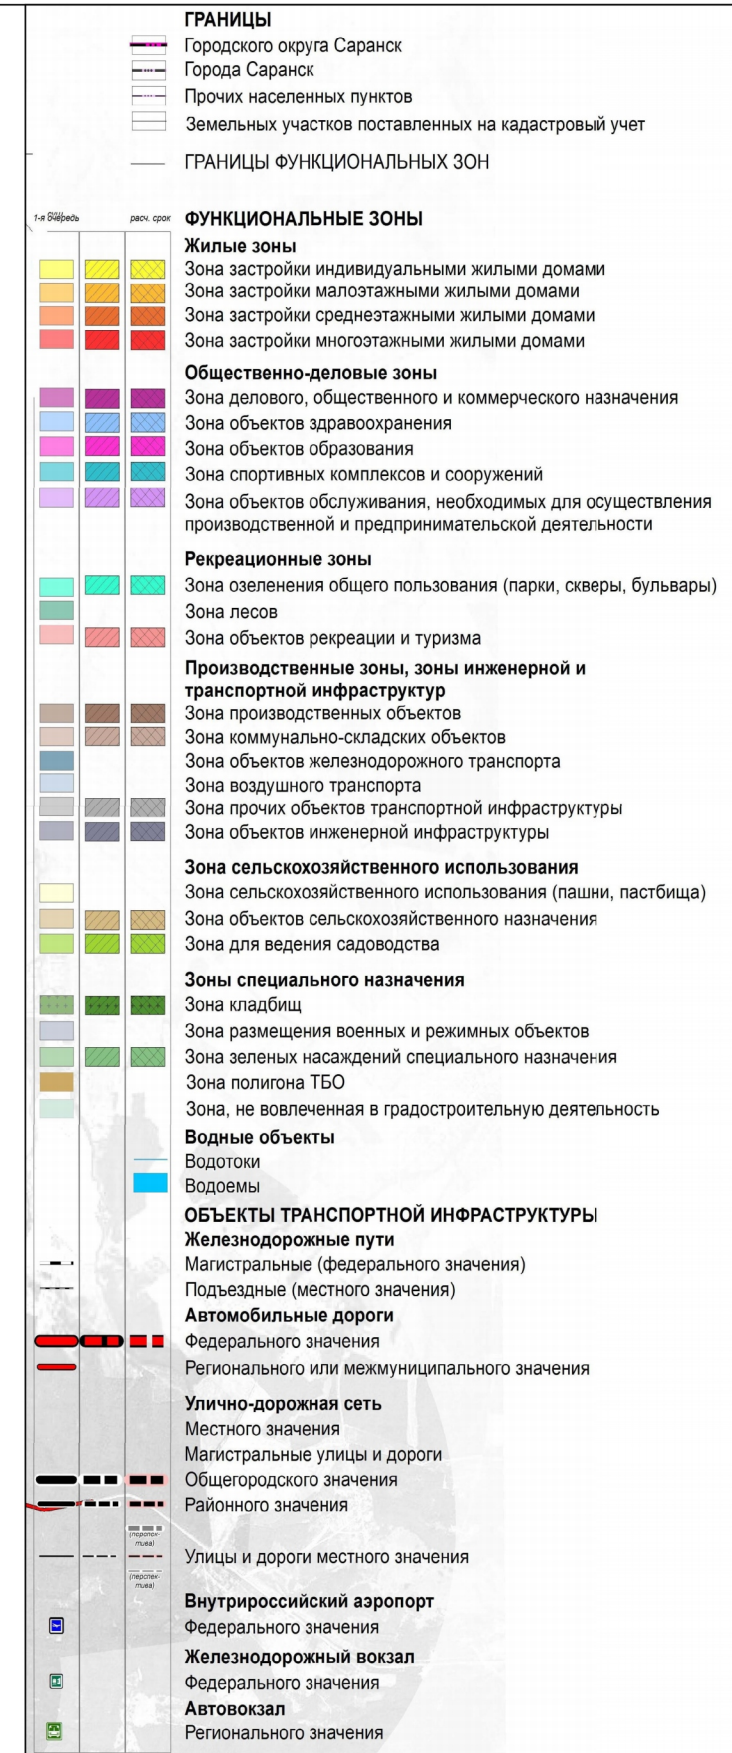 ГРАНИЦЫ
Городского округа Саранск
Города Саранск
Прочих населенных пунктов
Земельных участков поставленных на кадастровый учет
ГРАНИЦЫ ФУНКЦИОНАЛЬНЫХ ЗОН
1-я очередь расч. срок ФУНКЦИОНАЛЬНЫЕ ЗОНЫ
Жилые зоны
Зона застройки индивидуальными жилыми домами
Зона застройки малоэтажными жилыми домами
Зона застройки среднеэтажными жилыми домами
Зона застройки многоэтажными жилыми домами
Общественно-деловые зоны
Зона делового, общественного и коммерческого назначения
Зона объектов здравоохранения
Зона объектов образования
Зона спортивных комплексов и сооружений
Зона объектов обслуживания, необходимых для осуществления
производственной и предпринимательской деятельности
Рекреационные зоны
Зона озеленения общего пользования (парки, скверы, бульвары)
Зона лесов
Зона объектов рекреации и туризма
Производственные зоны, зоны инженерной и
транспортной инфраструктур
Зона производственных объектов
Зона коммунально-складских объектов
Зона объектов железнодорожного транспорта
Зона воздушного транспорта
Зона прочих объектов транспортной инфраструктуры
Зона объектов инженерной инфраструктуры
Зона сельскохозяйственного использования
Зона сельскохозяйственного использования (пашни, пастбища)
Зона объектов сельскохозяйственного назначения
Зона для ведения садоводства
Зоны специального назначения
Зона кладбищ
Зона размещения военных и режимных объектов
Зона зеленых насаждений специального назначения
Зона полигона ТБО
Зона, не вовлеченная в градостроительную деятельность
Водные объекты
Водотоки
Водоемы
ОБЪЕКТЫ ТРАНСПОРТНОЙ ИНФРАСТРУКТУРЫ
Железнодорожные пути
Магистральные (федерального значения)
Подъездные (местного значения)
Автомобильные дороги
Федерального значения
Регионального или межмуниципального значения
Улично-дорожная сеть
Местного значения
Магистральные улицы и дороги
Общегородского значения
Районного значения
(перспек-
тива)
Улицы и дороги местного значения
(перспек-
тива)
Внутрироссийский аэропорт
Федерального значения
Железнодорожный вокзал
Федерального значения
Автовокзал
Регионального значения